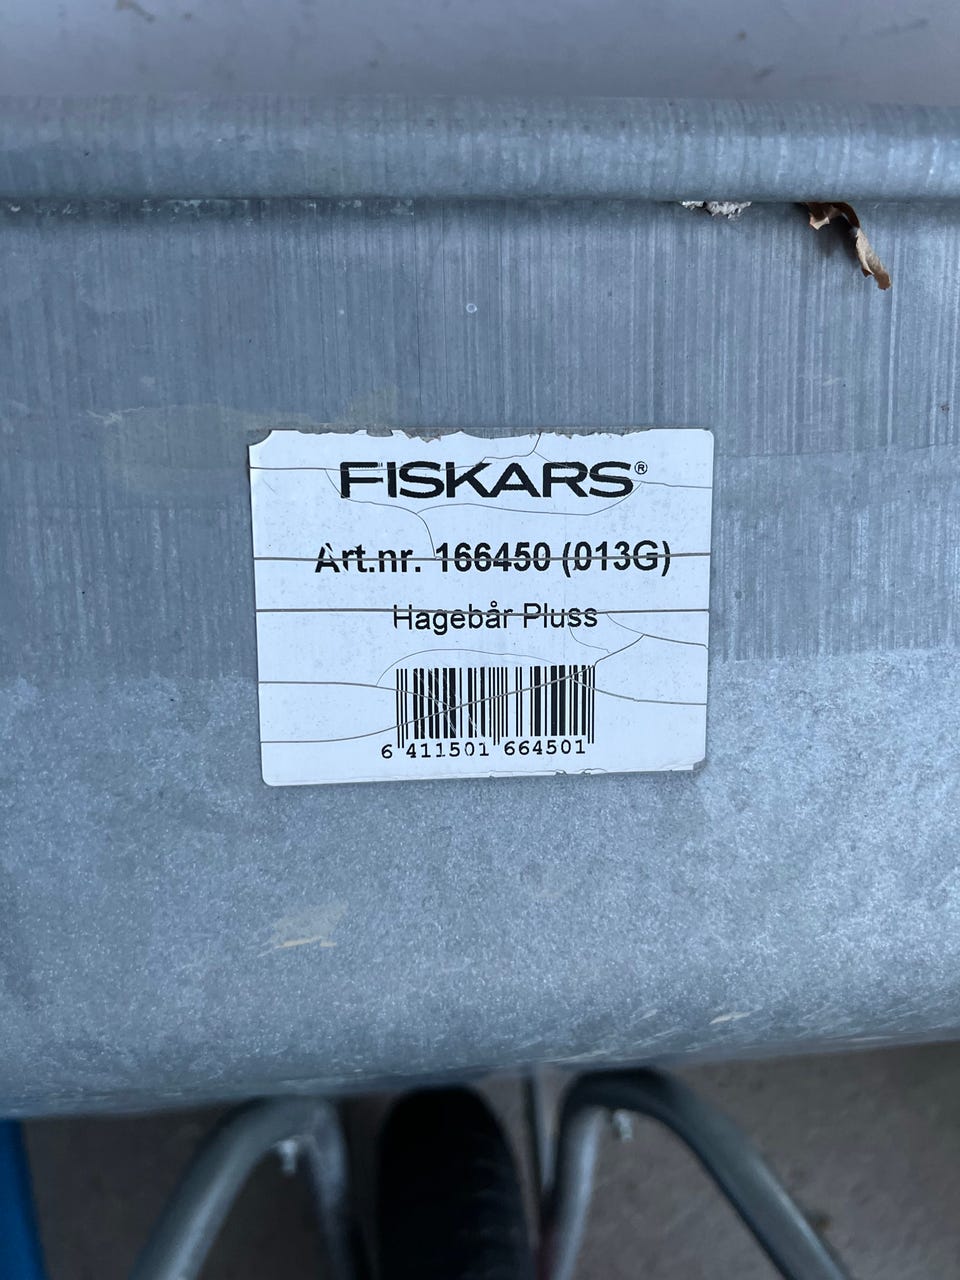 FISKARS®
Art.nr. 166450 (013G)
Hagebår Pluss
6 411501 664501